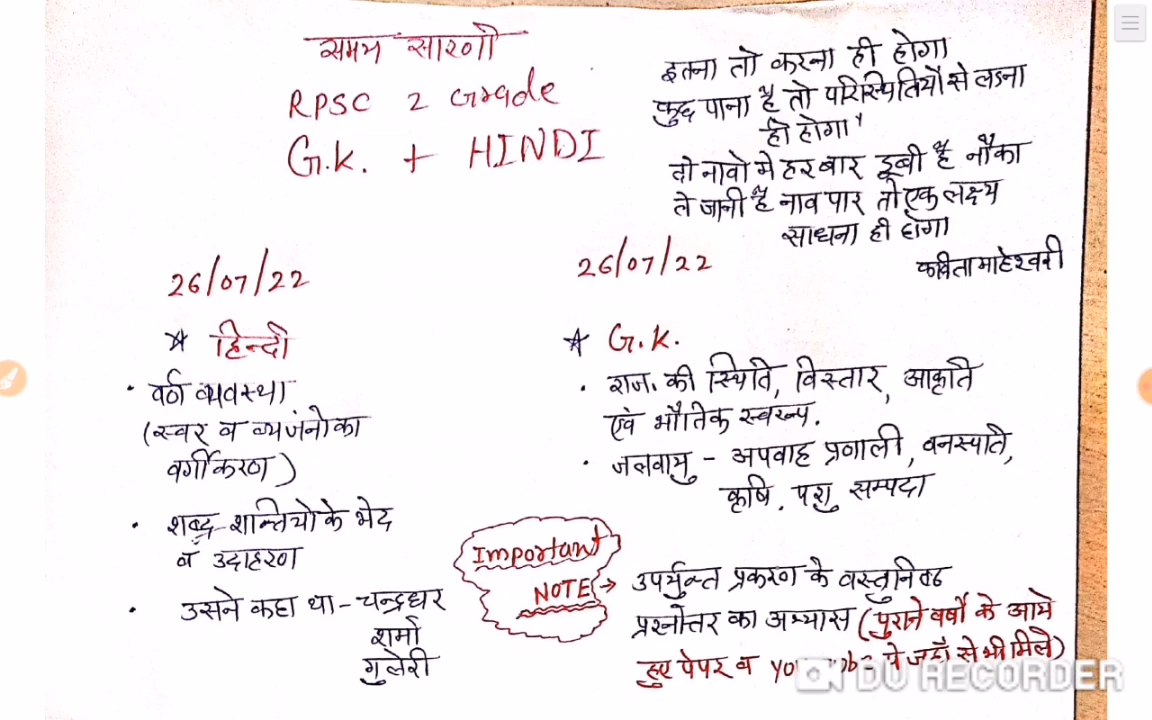 समय सारणी
RPSC 2 Grade
G.K. + HINDI
इतना तो करना ही होगा
कुछ पाना है तो परिस्थितियों से लडना
ही होगा'
तो नावो मे हर बार डूबी है नौका
ले जानी है नाव पार तो एक लक्ष्य
साधना ही होगा
कविता माहेश्वरी
26/07/22
* हिन्दी
• वर्ण व्यवस्था
(स्वर व व्यजंनो का
वर्गीकरण)
• शब्द शक्तियो के भेद
व उदाहरण
• उसने कहा था - चन्द्रधर
शर्मा
गुलेरी
26/07/22
* G.K.
• राज. की स्थिति, विस्तार, आकृति
एवं भौतिक स्वरूप.
• जलवायु - अपवाह प्रणाली, वनस्पति,
कृषि. पशु सम्पदा
Important
NOTE → उपर्युक्त प्रकरण के वस्तुनिष्ठ
प्रश्नोत्तर का अभ्यास (पुराने वर्षों के आये
हुए पेपर व पे जहाँ से भी मिले)
DU RECORDER